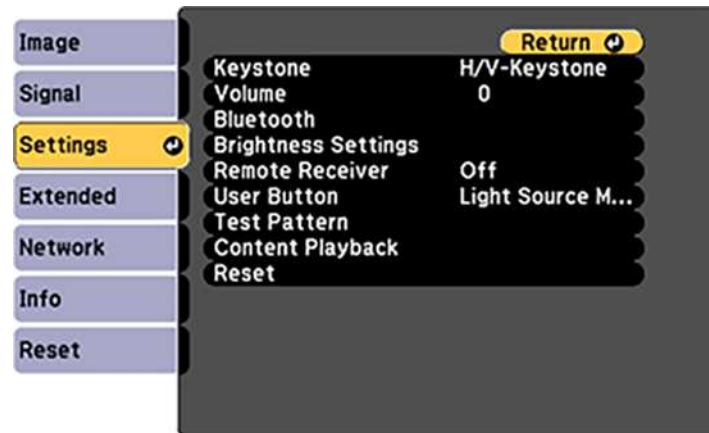 Image
Signal
Settings
Extended
Network
Info
Reset
Return
Keystone H/V-Keystone
Volume 0
Bluetooth
Brightness Settings
Remote Receiver Off
User Button Light Source M...
Test Pattern
Content Playback
Reset